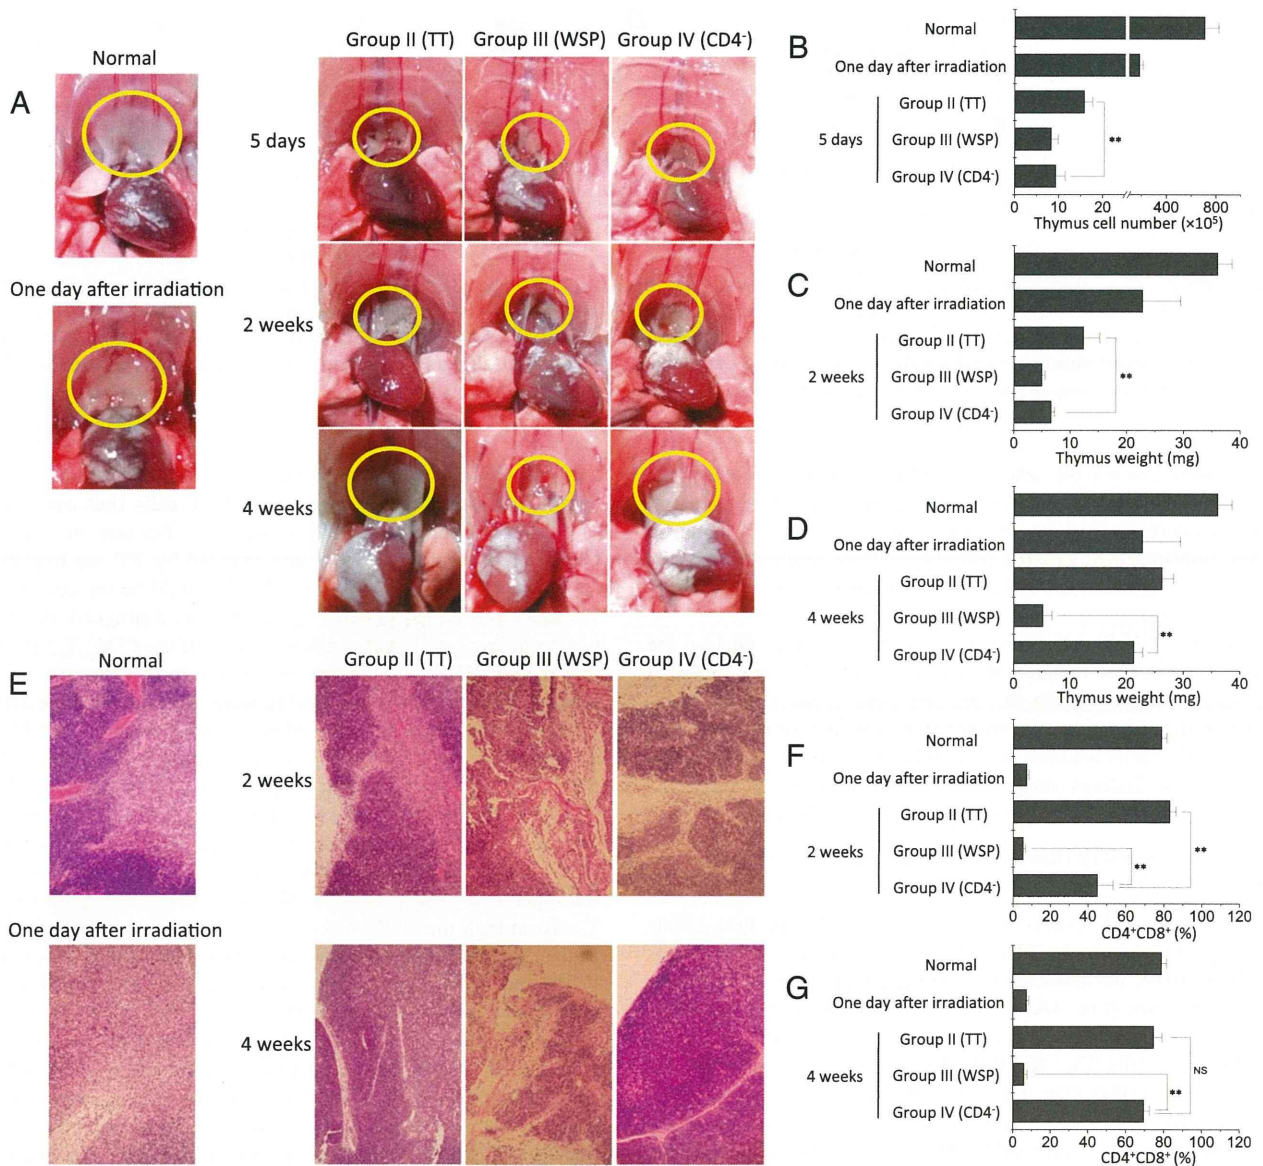 A
Normal
One day after irradiation
Group II (TT) Group III (WSP) Group IV (CD4⁻)
5 days
2 weeks
4 weeks
B
Normal
One day after irradiation
5 days
Group II (TT)
Group III (WSP)
Group IV (CD4⁻)
**
0 10 20 400 800
Thymus cell number (×10⁵)
C
Normal
One day after irradiation
2 weeks
Group II (TT)
Group III (WSP)
Group IV (CD4⁻)
**
0 10 20 30 40
Thymus weight (mg)
D
Normal
One day after irradiation
4 weeks
Group II (TT)
Group III (WSP)
Group IV (CD4⁻)
**
0 10 20 30 40
Thymus weight (mg)
E
Normal
One day after irradiation
Group II (TT) Group III (WSP) Group IV (CD4⁻)
2 weeks
4 weeks
F
Normal
One day after irradiation
2 weeks
Group II (TT)
Group III (WSP)
Group IV (CD4⁻)
**
**
0 20 40 60 80 100 120
CD4⁺CD8⁺ (%)
G
Normal
One day after irradiation
4 weeks
Group II (TT)
Group III (WSP)
Group IV (CD4⁻)
NS
**
0 20 40 60 80 100 120
CD4⁺CD8⁺ (%)